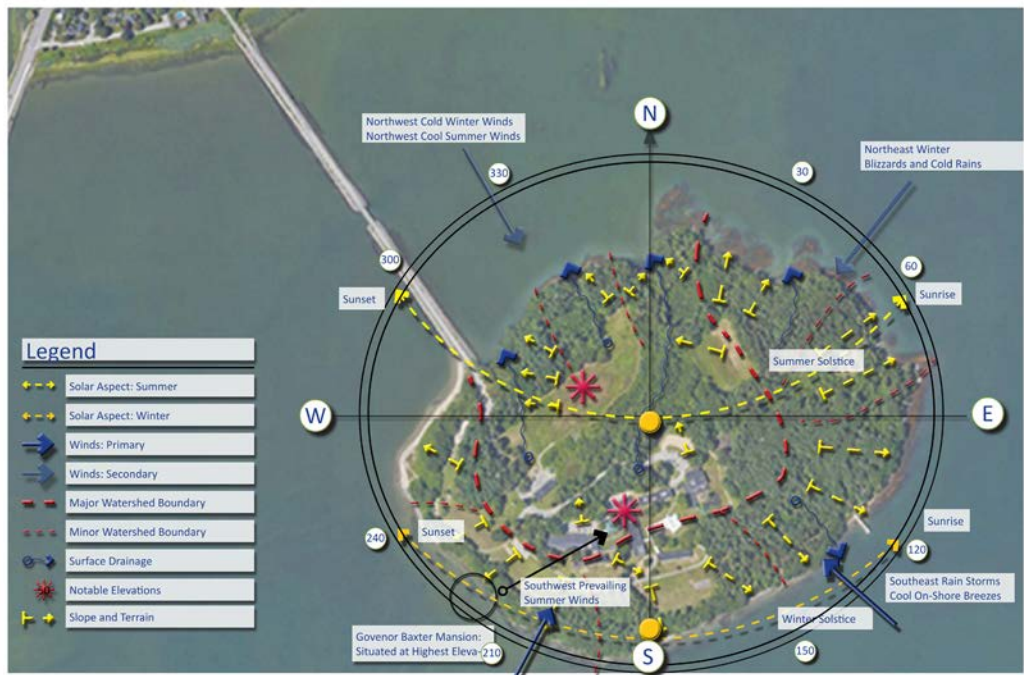 N
Northwest Cold Winter Winds
Northwest Cool Summer Winds
Northeast Winter
Blizzards and Cold Rains
330
30
300
60
Sunset
Sunrise
Legend
Solar Aspect: Summer
Solar Aspect: Winter
Winds: Primary
Winds: Secondary
Major Watershed Boundary
Minor Watershed Boundary
Surface Drainage
Notable Elevations
Slope and Terrain
Summer Solstice
W
E
Sunset
Sunrise
240
120
Southwest Prevailing
Summer Winds
Southeast Rain Storms
Cool On-Shore Breezes
Winter Solstice
Govenor Baxter Mansion:
Situated at Highest Eleva-
210
S
150